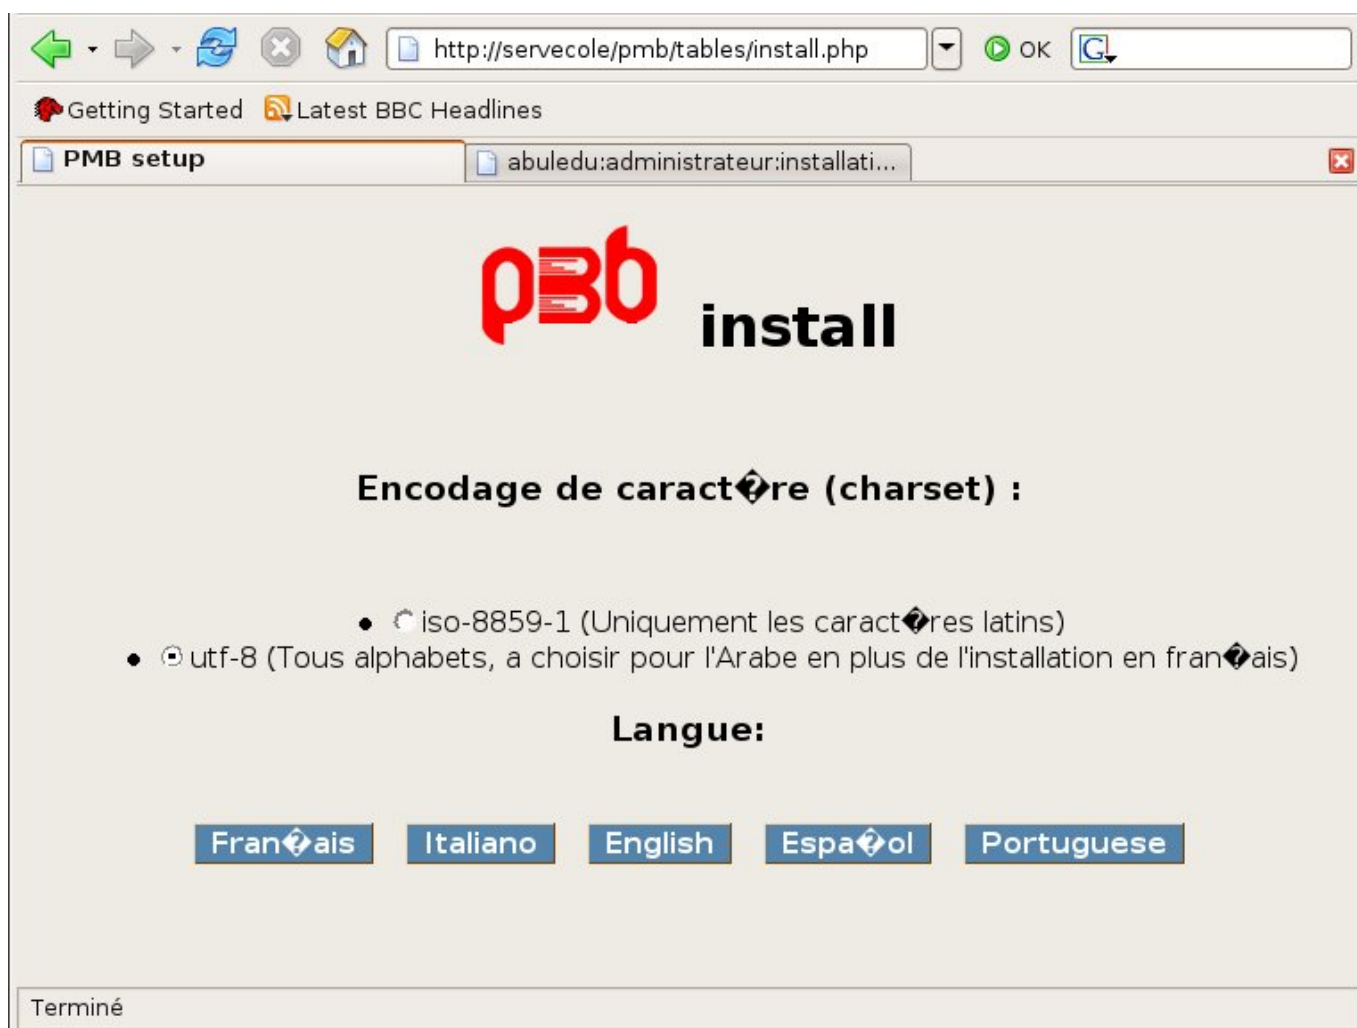 http://servecole/pmb/tables/install.php OK G
Getting Started Latest BBC Headlines
PMB setup abuledu:administrateur:installati...
pmb install
Encodage de caract�re (charset) :
iso-8859-1 (Uniquement les caract�res latins)
utf-8 (Tous alphabets, a choisir pour l'Arabe en plus de l'installation en fran�ais)
Langue:
Fran�ais Italiano English Espa�ol Portuguese
Terminé